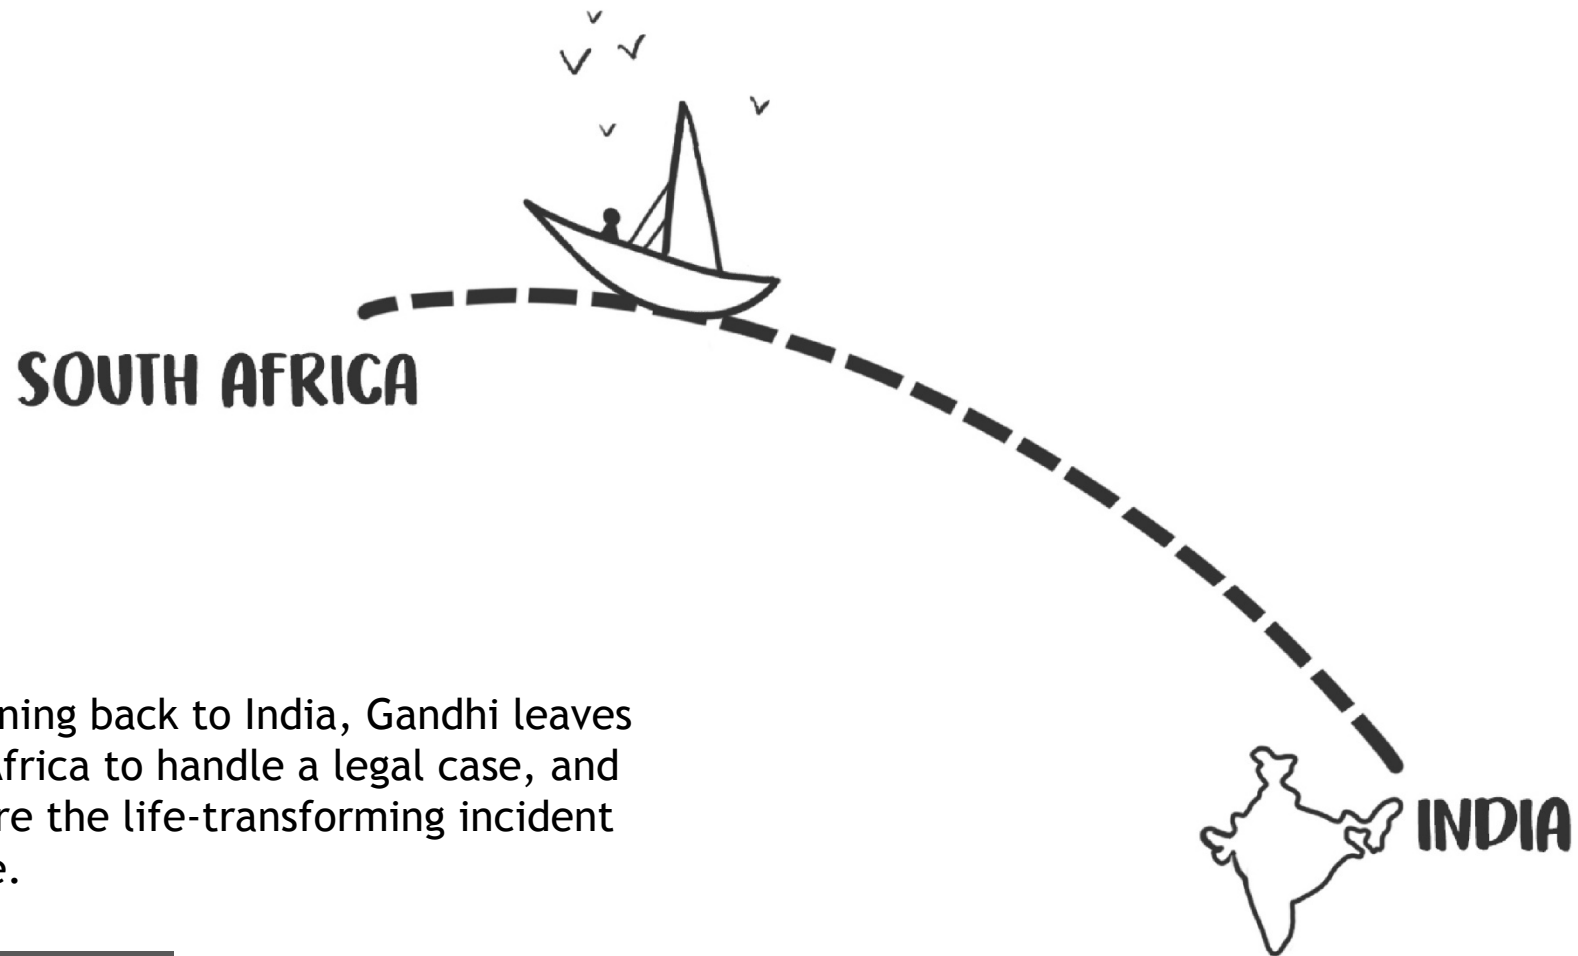 SOUTH AFRICA
ning back to India, Gandhi leaves
frica to handle a legal case, and
re the life-transforming incident
e.
INDIA